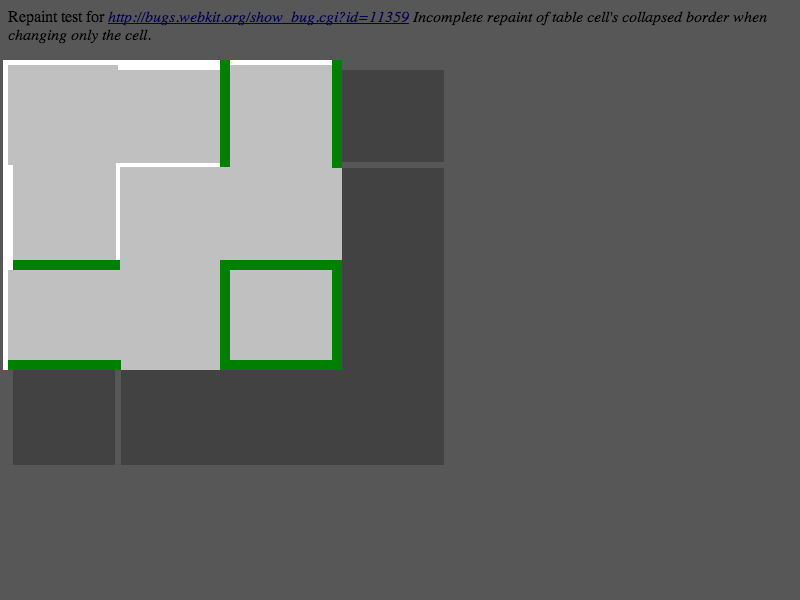 Repaint test for http://bugs.webkit.org/show_bug.cgi?id=11359 Incomplete repaint of table cell's collapsed border when
changing only the cell.